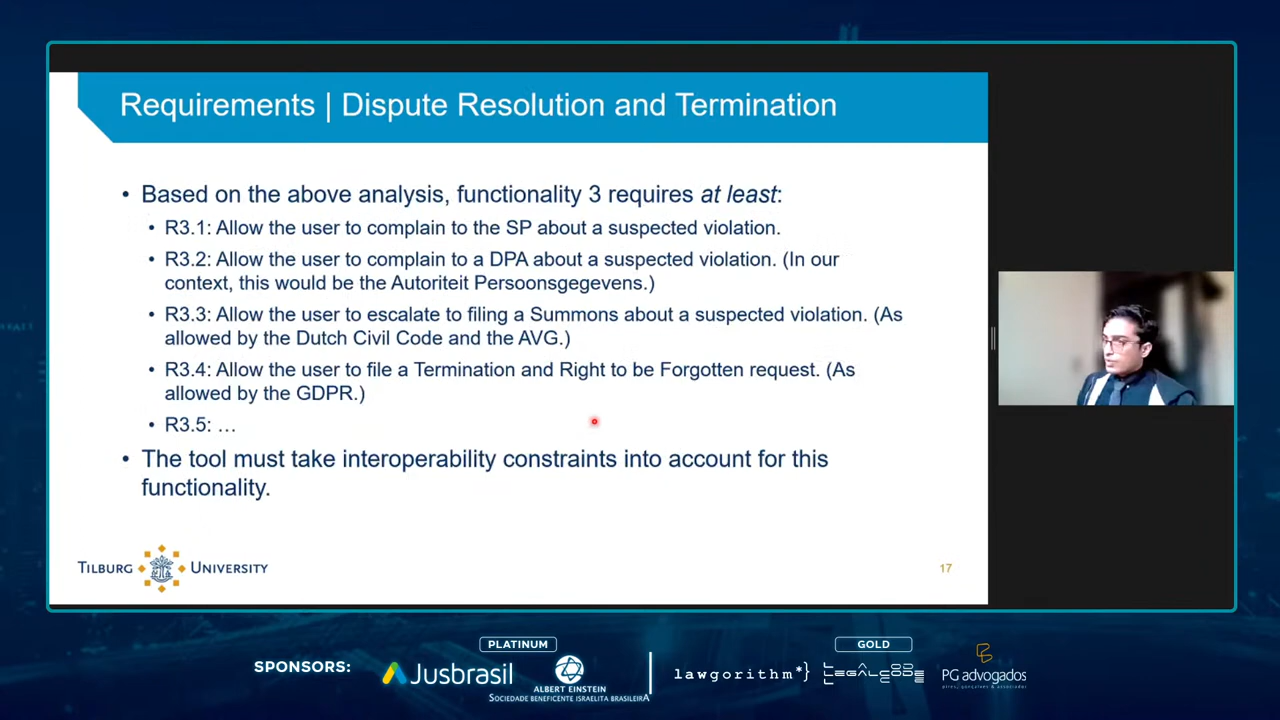 Requirements | Dispute Resolution and Termination
• Based on the above analysis, functionality 3 requires at least:
• R3.1: Allow the user to complain to the SP about a suspected violation.
• R3.2: Allow the user to complain to a DPA about a suspected violation. (In our
context, this would be the Autoriteit Persoonsgegevens.)
• R3.3: Allow the user to escalate to filing a Summons about a suspected violation. (As
allowed by the Dutch Civil Code and the AVG.)
• R3.4: Allow the user to file a Termination and Right to be Forgotten request. (As
allowed by the GDPR.)
• R3.5: …
• The tool must take interoperability constraints into account for this
functionality.
TILBURG UNIVERSITY
17
SPONSORS:
PLATINUM
Jusbrasil
ALBERT EINSTEIN
SOCIEDADE BENEFICENTE ISRAELITA BRASILEIRA
GOLD
lawgorithm*}
LEGALCODE
PG advogados